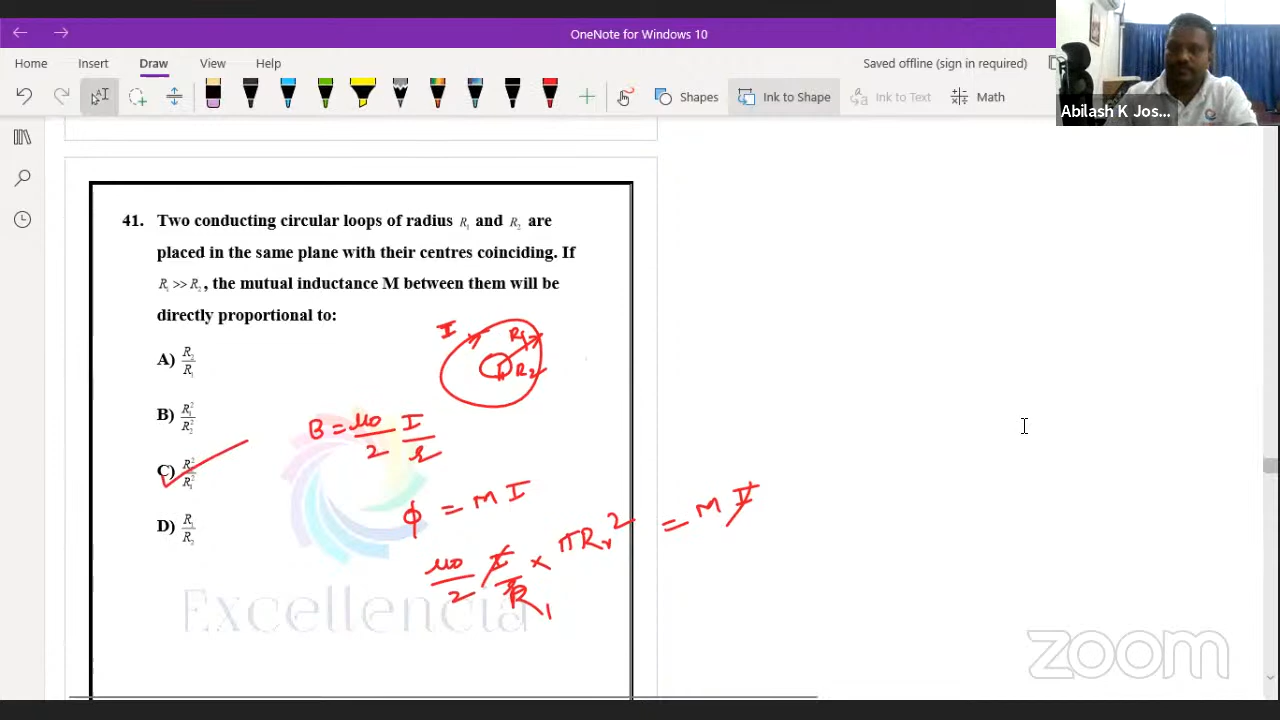 OneNote for Windows 10
Home Insert Draw View Help
Saved offline (sign in required)
Ink to Shape
Shapes
Ink to Text
Math
Abilash K Jos...
41. Two conducting circular loops of radius R₁ and R₂ are
placed in the same plane with their centres coinciding. If
R₁ >> R₂, the mutual inductance M between them will be
directly proportional to:
I R₁
R₂
A) R₂/R₁
B) R₁²/R₂²
B = μ₀/2 I/r
C) R₂²/R₁²
ϕ = M I
D) R₁/R₂
μ₀/2 I/R₁ × πR₂² = M I
Excellencia
zoom